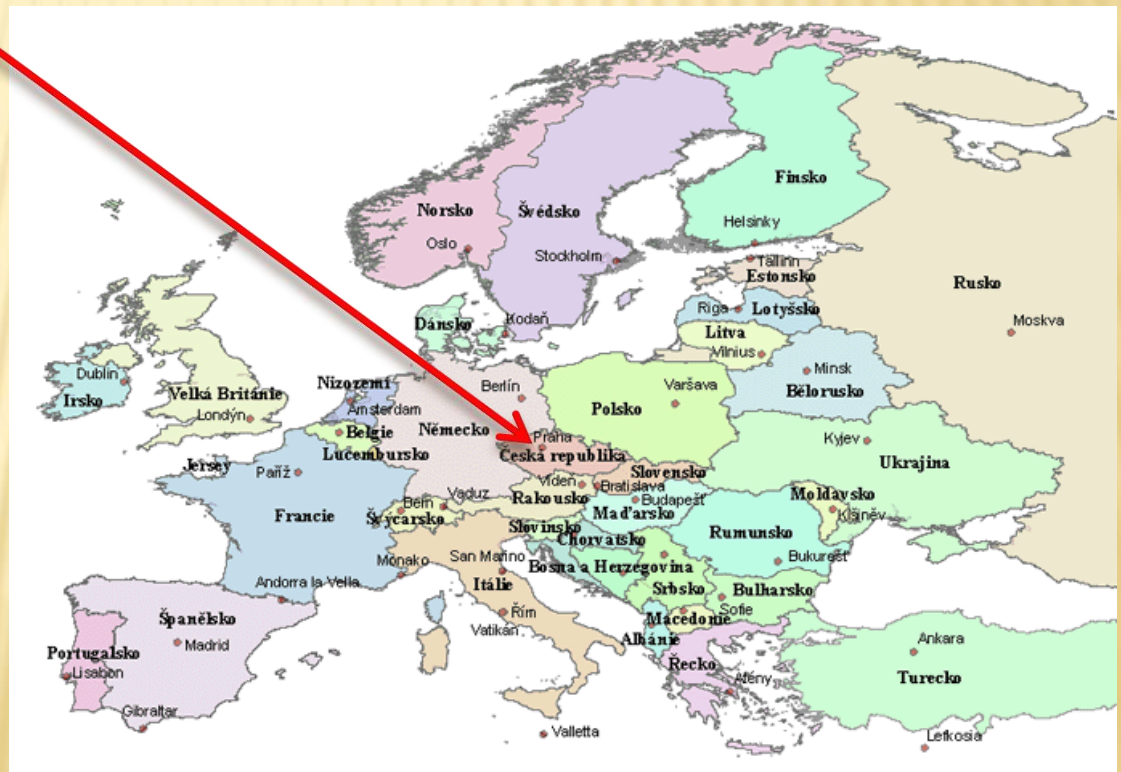 Finsko
Norsko
Švédsko
Helsinky
Oslo
Stockholm
Tallinn
Estonsko
Rusko
Riga
Lotyšsko
Moskva
Dánsko
Kodaň
Litva
Vilnius
Minsk
Dublin
Irsko
Velká Británie
Londýn
Nizozemí
Amsterdam
Berlín
Varšava
Bělorusko
Polsko
Belgie
Německo
Praha
Kyjev
Lucembursko
Česká republika
Ukrajina
Jersey
Paříž
Slovensko
Vídeň
Bratislava
Bern
Vaduz
Rakousko
Budapešť
Moldavsko
Francie
Švýcarsko
Maďarsko
Kišiněv
Slovinsko
Chorvatsko
Rumunsko
Monako
San Marino
Bosna a Herzegovina
Bukurešť
Andorra la Vella
Itálie
Srbsko
Bulharsko
Španělsko
Řím
Sofie
Madrid
Vatikán
Macedonie
Albánie
Ankara
Portugalsko
Lisabon
Řecko
Atény
Turecko
Gibraltar
Valletta
Lefkosia